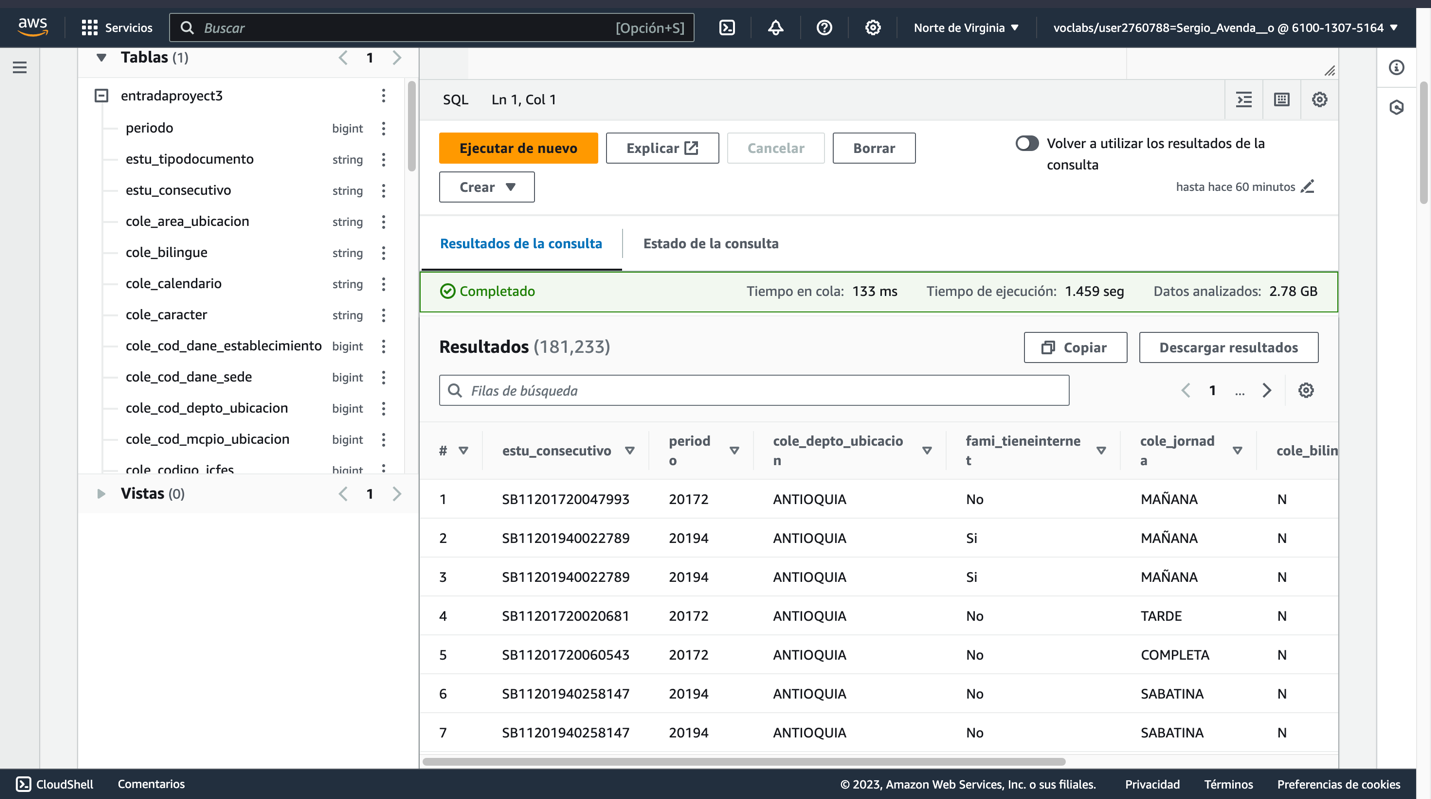 aws
Servicios
Buscar
[Opción+S]
Norte de Virginia
voclabs/user2760788=Sergio_Avenda__o @ 6100-1307-5164
Tablas (1)
1
entradaproyect3
periodo bigint
estu_tipodocumento string
estu_consecutivo string
cole_area_ubicacion string
cole_bilingue string
cole_calendario string
cole_caracter string
cole_cod_dane_establecimiento bigint
cole_cod_dane_sede bigint
cole_cod_depto_ubicacion bigint
cole_cod_mcpio_ubicacion bigint
cole_codigo_icfes bigint
Vistas (0)
1
SQL
Ln 1, Col 1
Ejecutar de nuevo
Explicar
Cancelar
Borrar
Crear
Volver a utilizar los resultados de la
consulta
hasta hace 60 minutos
Resultados de la consulta
Estado de la consulta
Completado
Tiempo en cola: 133 ms
Tiempo de ejecución: 1.459 seg
Datos analizados: 2.78 GB
Resultados (181,233)
Copiar
Descargar resultados
Filas de búsqueda
1 ...
# estu_consecutivo period
o cole_depto_ubicacio
n fami_tieneinterne
t cole_jornad
a cole_bilin
1 SB11201720047993 20172 ANTIOQUIA No MAÑANA N
2 SB11201940022789 20194 ANTIOQUIA Si MAÑANA N
3 SB11201940022789 20194 ANTIOQUIA Si MAÑANA N
4 SB11201720020681 20172 ANTIOQUIA No TARDE N
5 SB11201720060543 20172 ANTIOQUIA No COMPLETA N
6 SB11201940258147 20194 ANTIOQUIA No SABATINA N
7 SB11201940258147 20194 ANTIOQUIA No SABATINA N
CloudShell
Comentarios
© 2023, Amazon Web Services, Inc. o sus filiales.
Privacidad
Términos
Preferencias de cookies